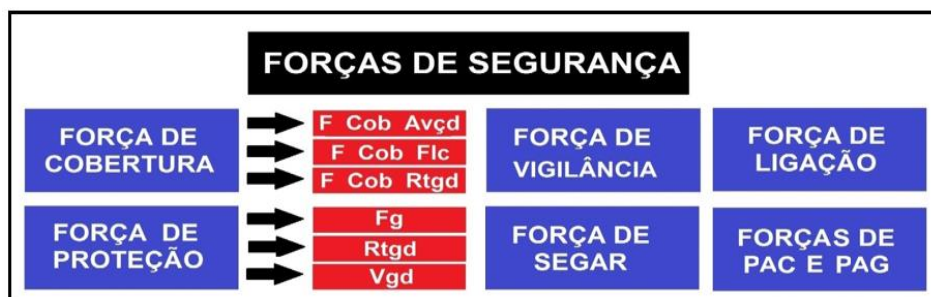 FORÇAS DE SEGURANÇA
FORÇA DE
COBERTURA
F Cob Avçd
F Cob Flc
F Cob Rtgd
FORÇA DE
VIGILÂNCIA
FORÇA DE
LIGAÇÃO
FORÇA DE
PROTEÇÃO
Fg
Rtgd
Vgd
FORÇA DE
SEGAR
FORÇAS DE
PAC E PAG